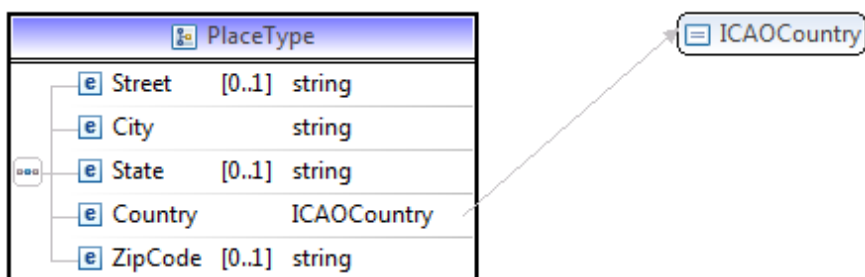 PlaceType
ICAOCountry
e Street [0..1] string
e City string
e State [0..1] string
e Country ICAOCountry
e ZipCode [0..1] string